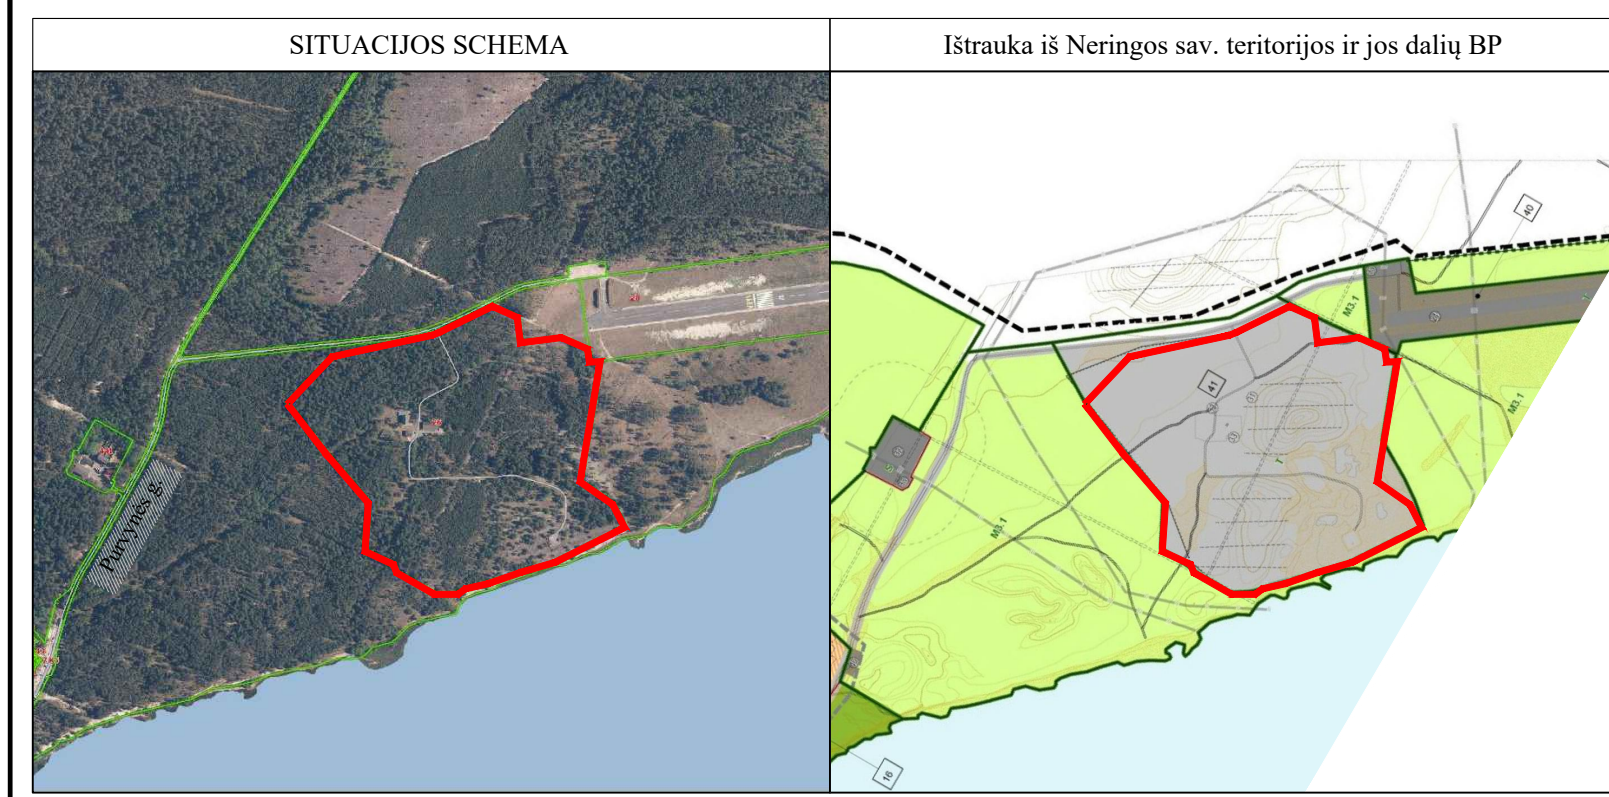 SITUACIJOS SCHEMA
Ištrauka iš Neringos sav. teritorijos ir jos dalių BP
Purvynės g.
40
M3.1
41
M3.1
M3.1
16